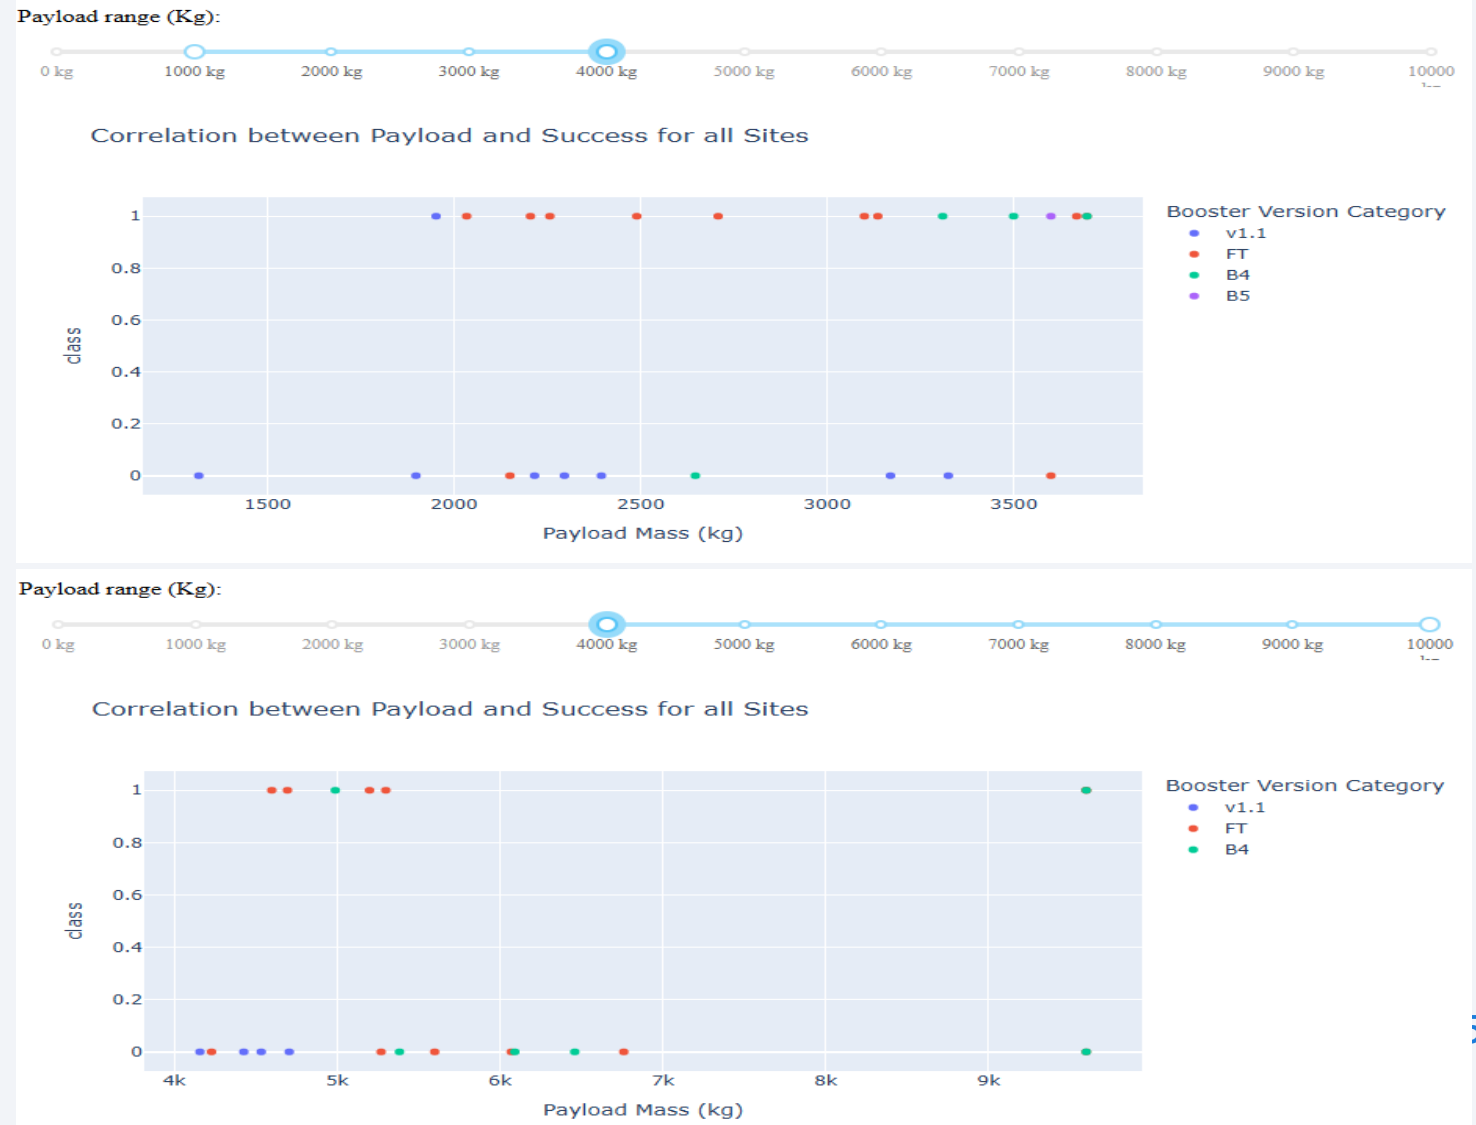 Payload range (Kg):
0 kg 1000 kg 2000 kg 3000 kg 4000 kg 5000 kg 6000 kg 7000 kg 8000 kg 9000 kg 10000
Correlation between Payload and Success for all Sites
Booster Version Category
v1.1
FT
B4
B5
1
0.8
0.6
0.4
0.2
0
class
1500 2000 2500 3000 3500
Payload Mass (kg)
Payload range (Kg):
0 kg 1000 kg 2000 kg 3000 kg 4000 kg 5000 kg 6000 kg 7000 kg 8000 kg 9000 kg 10000
Correlation between Payload and Success for all Sites
Booster Version Category
v1.1
FT
B4
1
0.8
0.6
0.4
0.2
0
class
4k 5k 6k 7k 8k 9k
Payload Mass (kg)